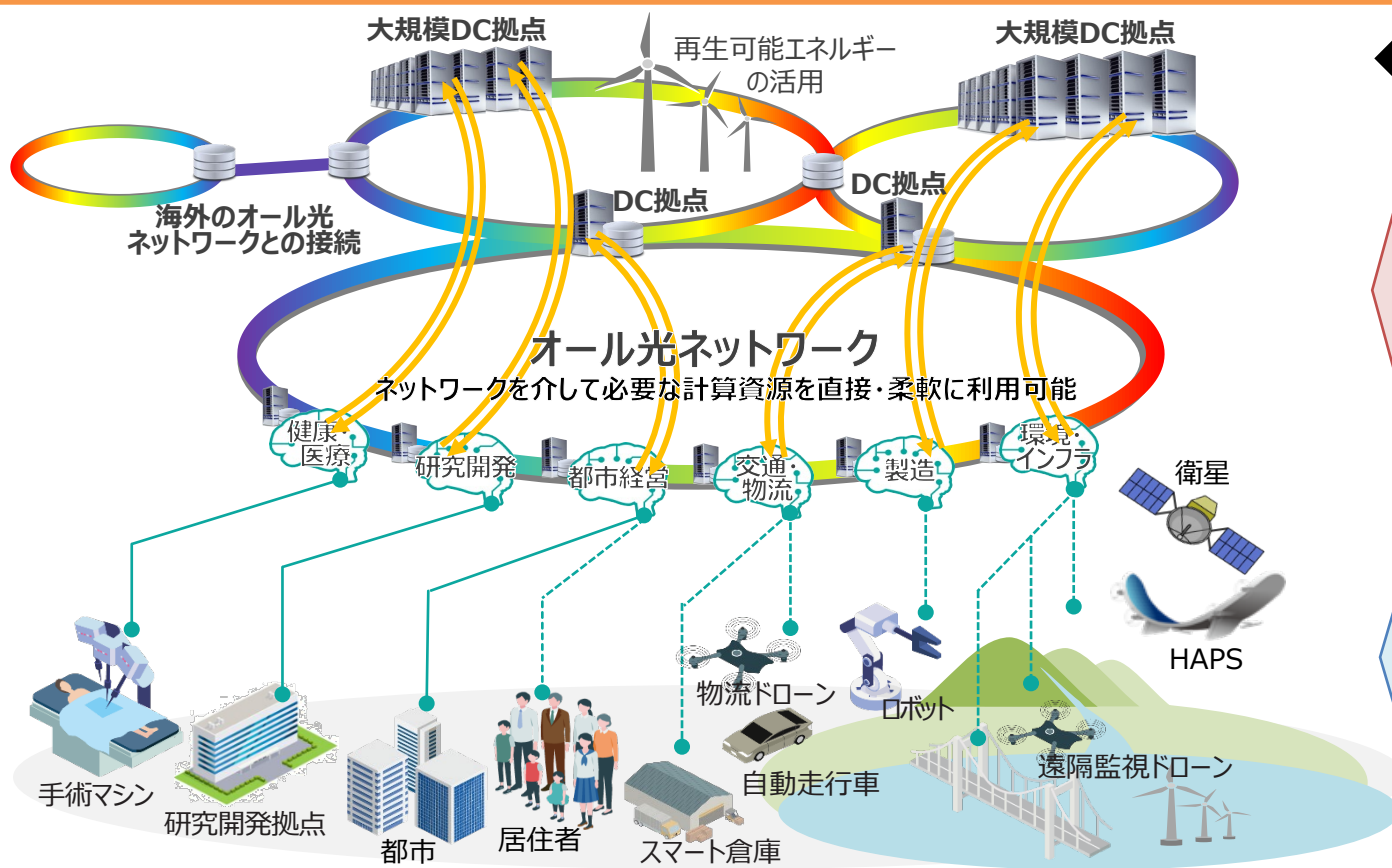 大規模DC拠点
再生可能エネルギー
の活用
大規模DC拠点
DC拠点
DC拠点
海外のオール光
ネットワークとの接続
オール光ネットワーク
ネットワークを介して必要な計算資源を直接・柔軟に利用可能
健康・
医療
研究開発
都市経営
交通・
物流
製造
環境・
インフラ
衛星
HAPS
物流ドローン
ロボット
遠隔監視ドローン
自動走行車
手術マシン
研究開発拠点
都市
居住者
スマート倉庫